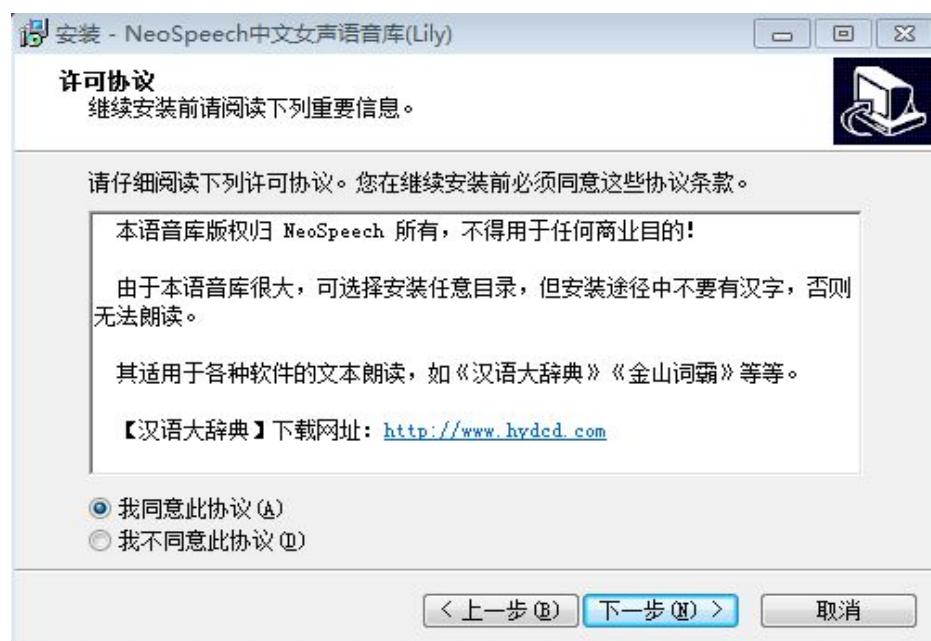 安装 - NeoSpeech中文女声语音库(Lily)
许可协议
继续安装前请阅读下列重要信息。
请仔细阅读下列许可协议。您在继续安装前必须同意这些协议条款。
本语音库版权归 NeoSpeech 所有，不得用于任何商业目的!
由于本语音库很大，可选择安装任意目录，但安装途径中不要有汉字，否则
无法朗读。
其适用于各种软件的文本朗读，如《汉语大辞典》《金山词霸》等等。
【汉语大辞典】下载网址: http://www.hydcd.com
我同意此协议(A)
我不同意此协议(D)
< 上一步(B) 下一步(N) > 取消